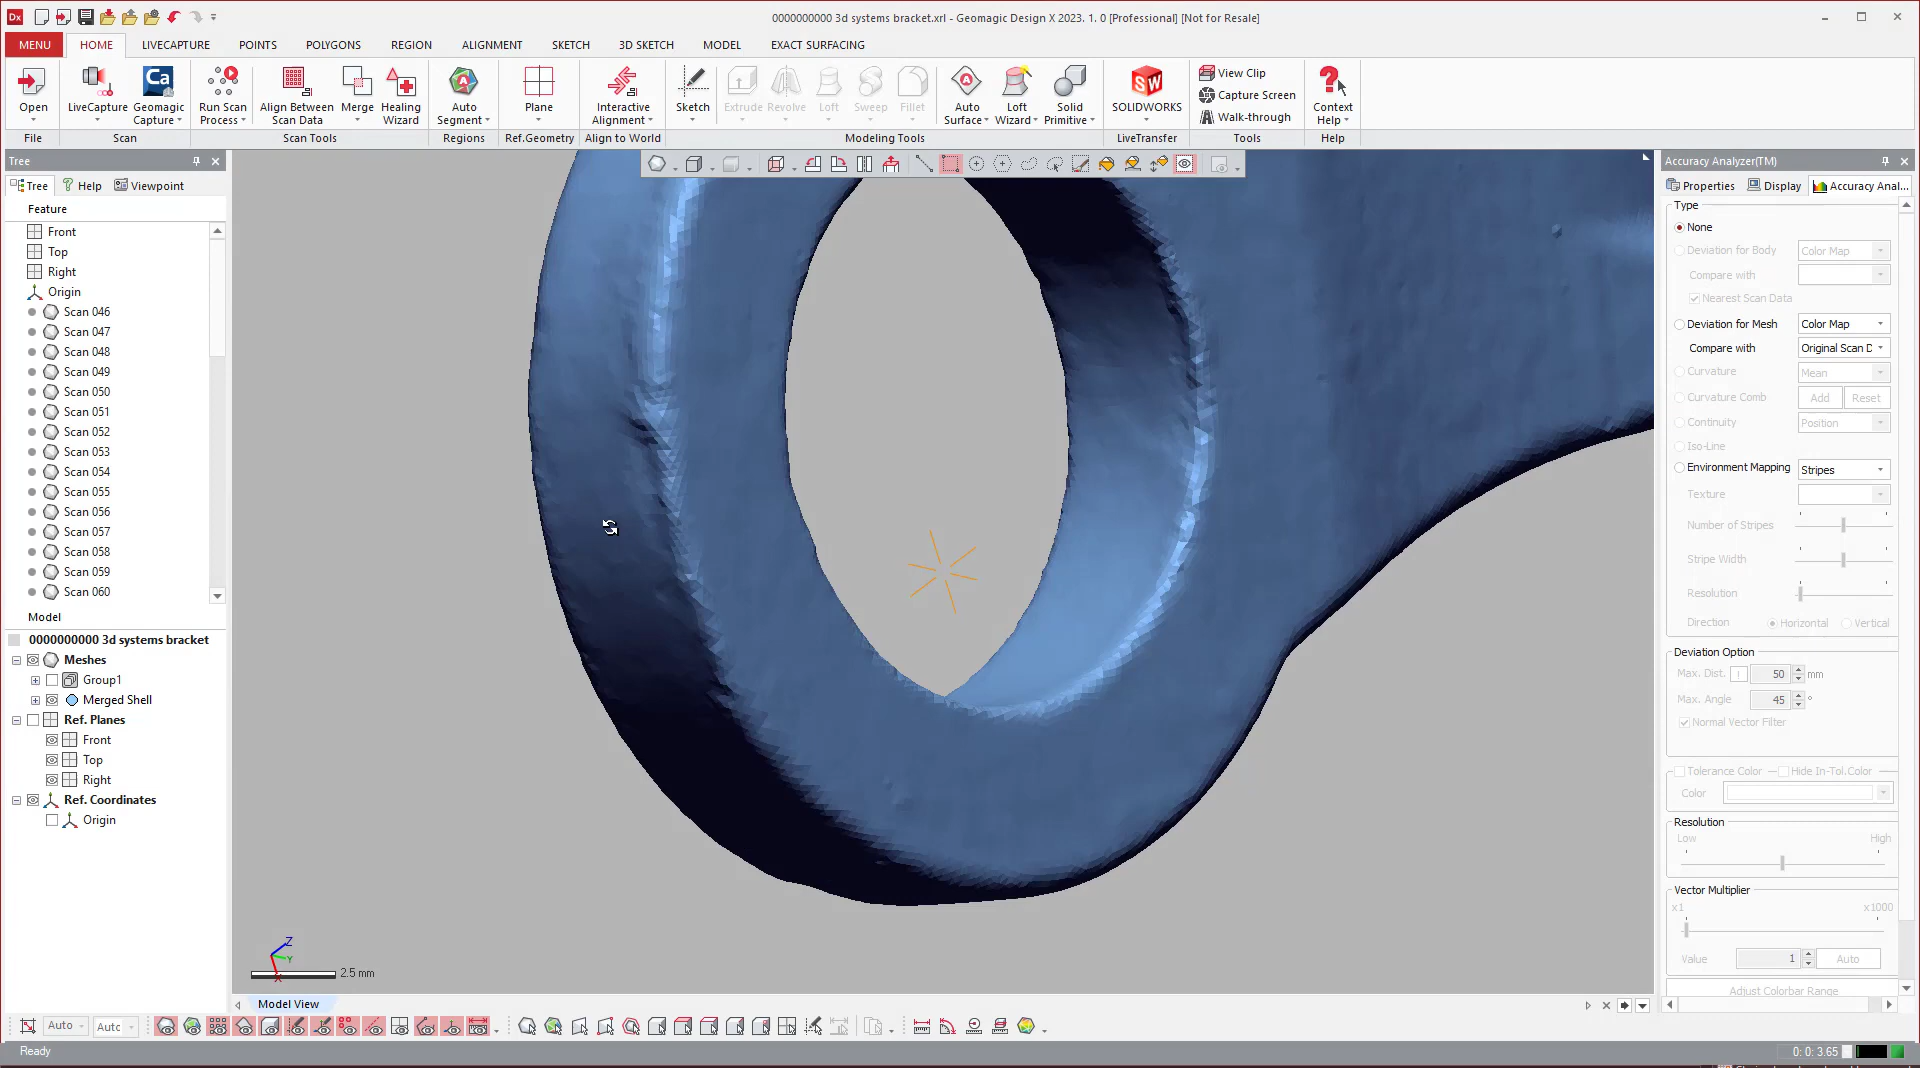 Dx
0000000000 3d systems bracket.xrl - Geomagic Design X 2023. 1. 0 [Professional] [Not for Resale]
MENU HOME LIVECAPTURE POINTS POLYGONS REGION ALIGNMENT SKETCH 3D SKETCH MODEL EXACT SURFACING
Open LiveCapture Geomagic Capture Run Scan Process Align Between Scan Data Merge Healing Wizard Auto Segment Plane Interactive Alignment Sketch Extrude Revolve Loft Sweep Fillet Auto Surface Loft Wizard Solid Primitive SOLIDWORKS View Clip Capture Screen Walk-through Context Help
File Scan Scan Tools Regions Ref.Geometry Align to World Modeling Tools LiveTransfer Tools Help
Tree
Tree Help Viewpoint
Feature
Front
Top
Right
Origin
Scan 046
Scan 047
Scan 048
Scan 049
Scan 050
Scan 051
Scan 052
Scan 053
Scan 054
Scan 055
Scan 056
Scan 057
Scan 058
Scan 059
Scan 060
Model
0000000000 3d systems bracket
Meshes
Group1
Merged Shell
Ref. Planes
Front
Top
Right
Ref. Coordinates
Origin
Z
Y
X
2.5 mm
Model View
Accuracy Analyzer(TM)
Properties Display Accuracy Anal...
Type
None
Deviation for Body Color Map
Compare with
Nearest Scan Data
Deviation for Mesh Color Map
Compare with Original Scan D
Curvature Mean
Curvature Comb Add Reset
Continuity Position
Iso-Line
Environment Mapping Stripes
Texture
Number of Stripes
Stripe Width
Resolution
Direction Horizontal Vertical
Deviation Option
Max. Dist. 50 mm
Max. Angle 45 °
Normal Vector Filter
Tolerance Color Hide In-Tol.Color
Color
Resolution
Low High
Vector Multiplier
x1 x1000
Value 1 Auto
Adjust Colorbar Range
Auto Auto
Ready
0: 0: 3.65